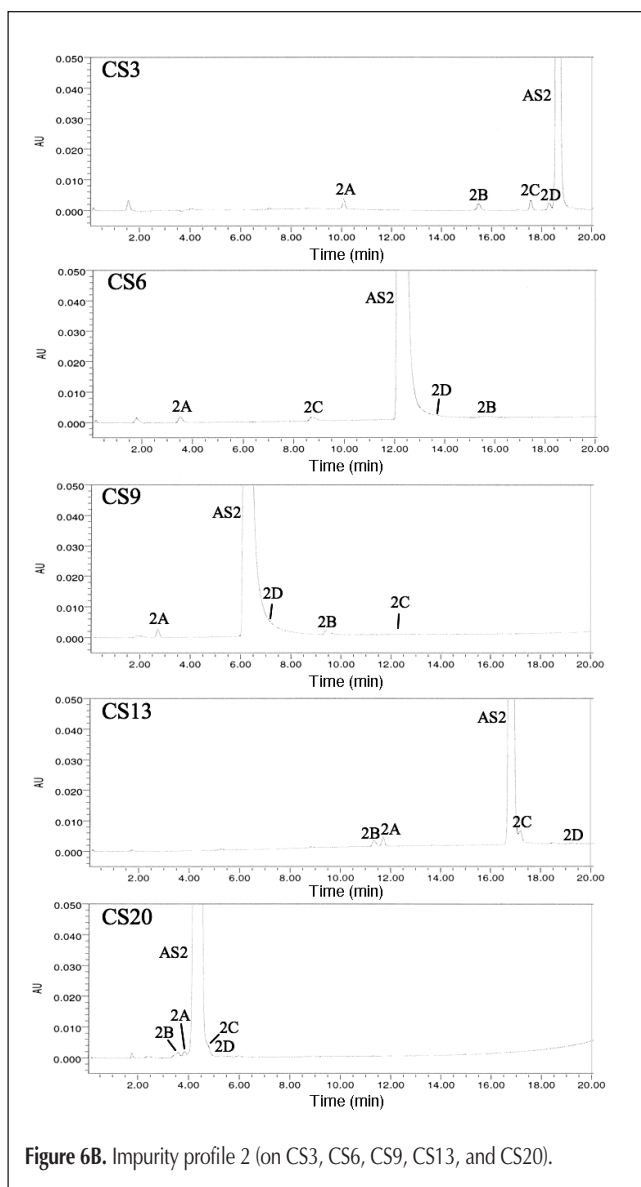 CS3
0.050
0.040
AS2
0.030
AU
0.020
0.010
2A 2B 2C 2D
0.000
2.00 4.00 6.00 8.00 10.00 12.00 14.00 16.00 18.00 20.00
Time (min)
CS6
0.050
0.040
AS2
0.030
AU
0.020
0.010
2A 2C 2D 2B
0.000
2.00 4.00 6.00 8.00 10.00 12.00 14.00 16.00 18.00 20.00
Time (min)
CS9
0.050
0.040
AS2
0.030
AU
0.020
2D 2C
0.010
2A 2B
0.000
2.00 4.00 6.00 8.00 10.00 12.00 14.00 16.00 18.00 20.00
Time (min)
CS13
0.050
0.040
AS2
0.030
AU
0.020
0.010
2B 2A 2C 2D
0.000
2.00 4.00 6.00 8.00 10.00 12.00 14.00 16.00 18.00 20.00
Time (min)
CS20
0.050
0.040
AS2
0.030
AU
0.020
2A
0.010
2B 2C
2D
0.000
2.00 4.00 6.00 8.00 10.00 12.00 14.00 16.00 18.00 20.00
Time (min)
Figure 6B. Impurity profile 2 (on CS3, CS6, CS9, CS13, and CS20).